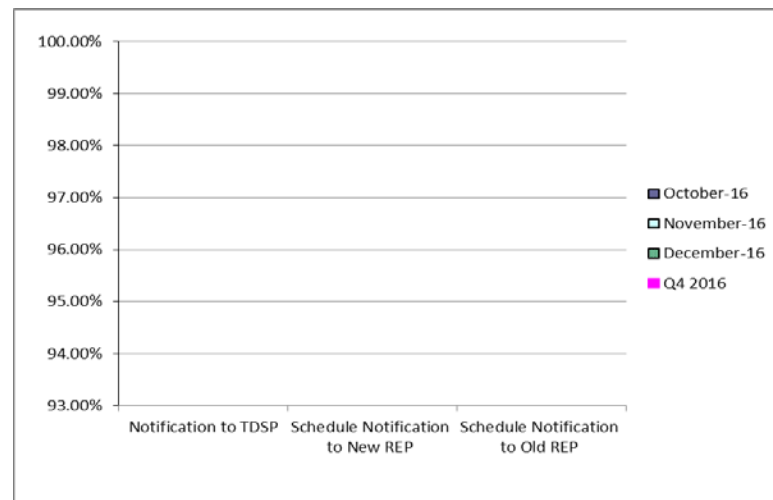 100.00%
99.00%
98.00%
97.00%
96.00%
95.00%
94.00%
93.00%
Notification to TDSP
Schedule Notification
to New REP
Schedule Notification
to Old REP
October-16
November-16
December-16
Q4 2016